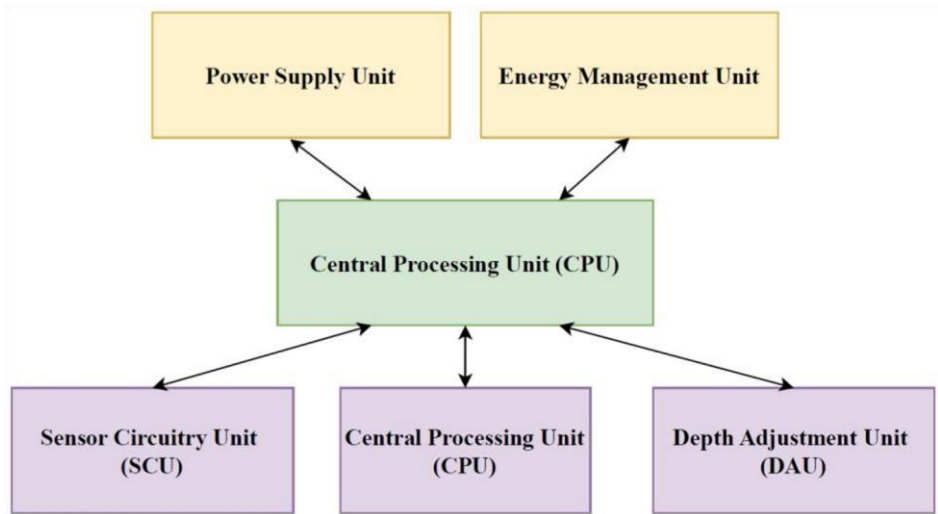 Power Supply Unit
Energy Management Unit
Central Processing Unit (CPU)
Sensor Circuitry Unit
(SCU)
Central Processing Unit
(CPU)
Depth Adjustment Unit
(DAU)